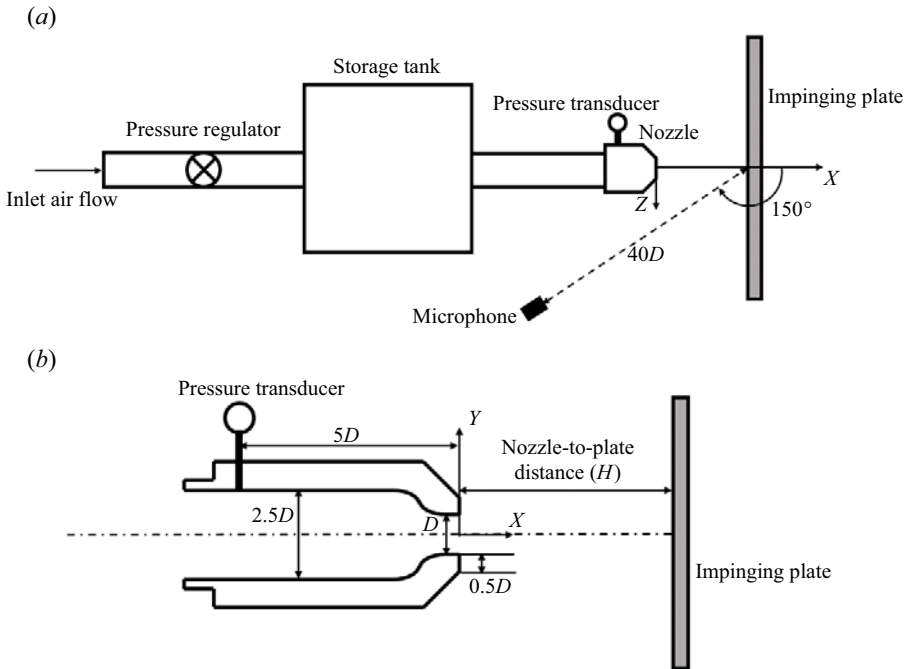 (a)
Storage tank
Pressure transducer
Impinging plate
Pressure regulator
Nozzle
Inlet air flow
Z
X
150°
40D
Microphone
(b)
Pressure transducer
Y
5D
Nozzle-to-plate
distance (H)
2.5D
D
X
0.5D
Impinging plate